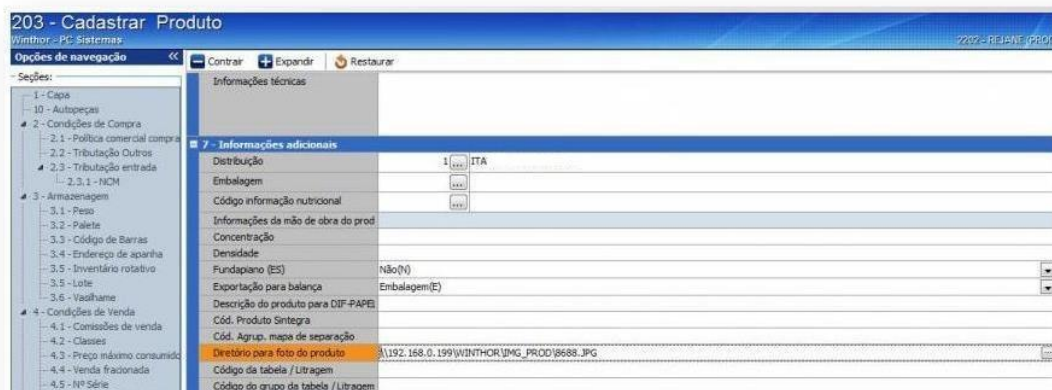 203 - Cadastrar Produto
Winthor - PC Sistemas
2202 - REJANE (PROD
Opções de navegação «
Contrair Expandir Restaurar
Seções:
1 - Capa
10 - Autopeças
2 - Condições de Compra
2.1 - Política comercial compra
2.2 - Tributação Outros
2.3 - Tributação entrada
2.3.1 - NCM
3 - Armazenagem
3.1 - Peso
3.2 - Palete
3.3 - Código de Barras
3.4 - Endereço de apanha
3.5 - Inventário rotativo
3.5 - Lote
3.6 - Vasilhame
4 - Condições de Venda
4.1 - Comissões de venda
4.2 - Classes
4.3 - Preço máximo consumido
4.4 - Venda fracionada
4.5 - Nº Série
Informações técnicas
7 - Informações adicionais
Distribuição 1 ... ITA
Embalagem ...
Código informação nutricional ...
Informações da mão de obra do prod
Concentração
Densidade
Fundapiano (ES) Não(N)
Exportação para balança Embalagem(E)
Descrição do produto para DIF-PAPEL
Cód. Produto Sintegra
Cód. Agrup. mapa de separação
Diretório para foto do produto \\192.168.0.199\WINTHOR\IMG_PROD\8688.JPG ...
Código da tabela / Litragem
Código do grupo da tabela / Litragem